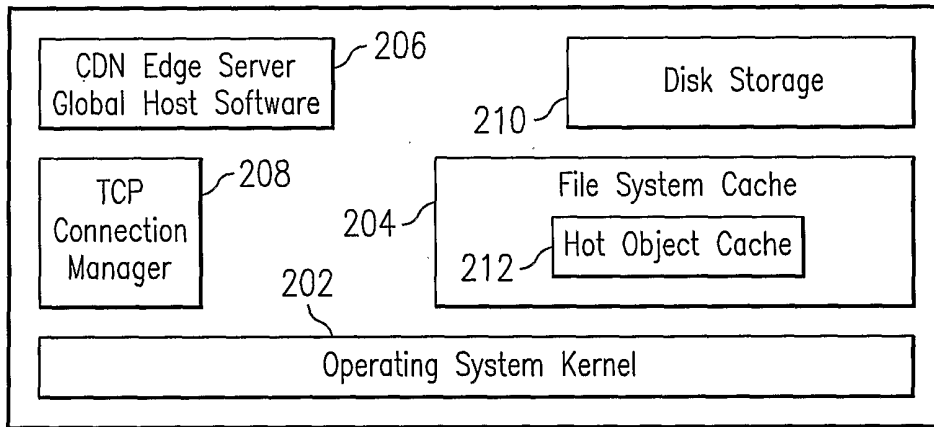 CDN Edge Server
Global Host Software
206
Disk Storage
210
TCP
Connection
Manager
208
File System Cache
204
Hot Object Cache
212
202
Operating System Kernel